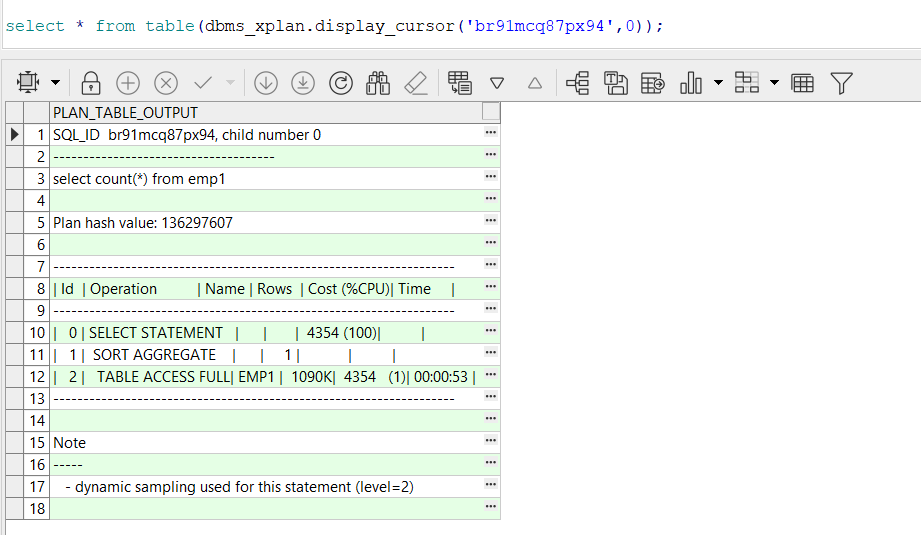 select * from table(dbms_xplan.display_cursor('br91mcq87px94',0));
PLAN_TABLE_OUTPUT
1 SQL_ID  br91mcq87px94, child number 0
2 -------------------------------------
3 select count(*) from emp1
4
5 Plan hash value: 136297607
6
7 -------------------------------------------------------------------
8 | Id  | Operation          | Name | Rows  | Cost (%CPU)| Time     |
9 -------------------------------------------------------------------
10 |   0 | SELECT STATEMENT   |      |       |  4354 (100)|          |
11 |   1 |  SORT AGGREGATE    |      |     1 |            |          |
12 |   2 |   TABLE ACCESS FULL| EMP1 |  1090K|  4354   (1)| 00:00:53 |
13 -------------------------------------------------------------------
14
15 Note
16 -----
17    - dynamic sampling used for this statement (level=2)
18